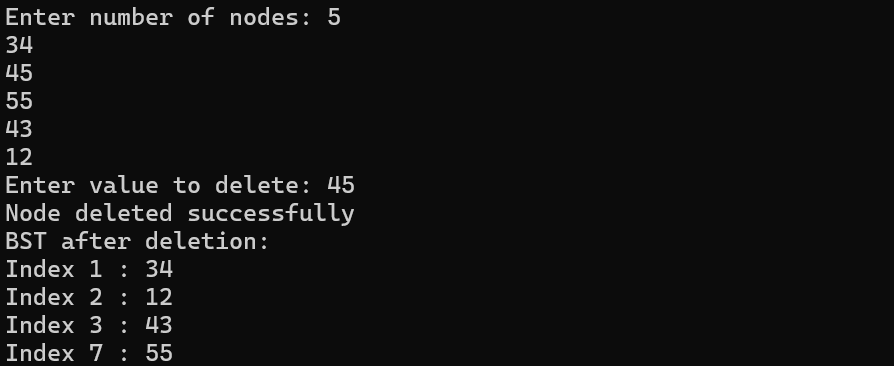 Enter number of nodes: 5
34
45
55
43
12
Enter value to delete: 45
Node deleted successfully
BST after deletion:
Index 1 : 34
Index 2 : 12
Index 3 : 43
Index 7 : 55